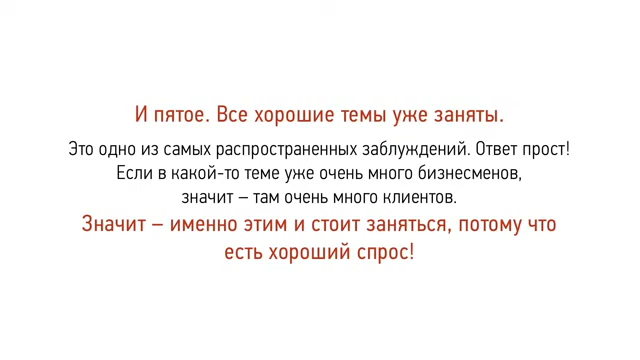 И пятое. Все хорошие темы уже заняты.
Это одно из самых распространенных заблуждений. Ответ прост!
Если в какой-то теме уже очень много бизнесменов,
значит – там очень много клиентов.
Значит – именно этим и стоит заняться, потому что
есть хороший спрос!